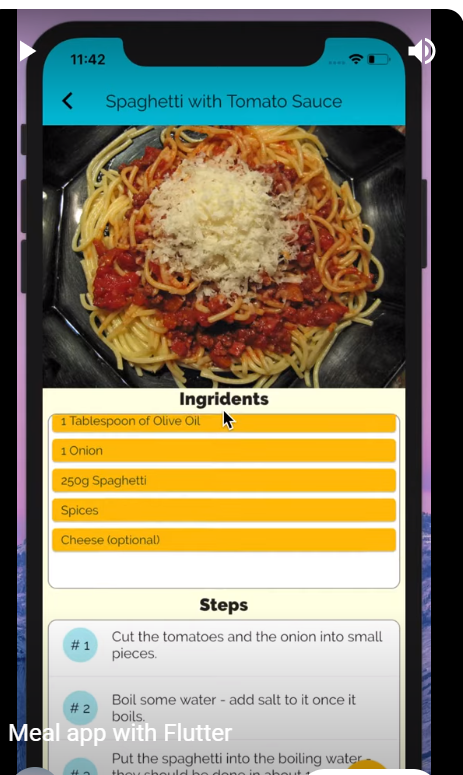 11:42
Spaghetti with Tomato Sauce
Ingridents
1 Tablespoon of Olive Oil
1 Onion
250g Spaghetti
Spices
Cheese (optional)
Steps
# 1
Cut the tomatoes and the onion into small
pieces.
# 2
Boil some water - add salt to it once it
boils.
Meal app with Flutter
Put the spaghetti into the boiling water -
they should be done in about